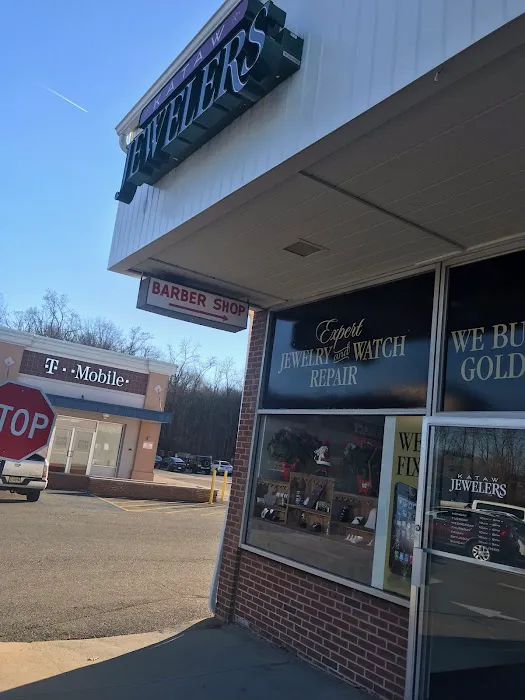 KATAW
JEWELERS
BARBER SHOP
T··Mobile·
TOP
Expert
JEWELRY and WATCH
REPAIR
WE BU
GOLD
WE
FIX
KATAW
JEWELERS